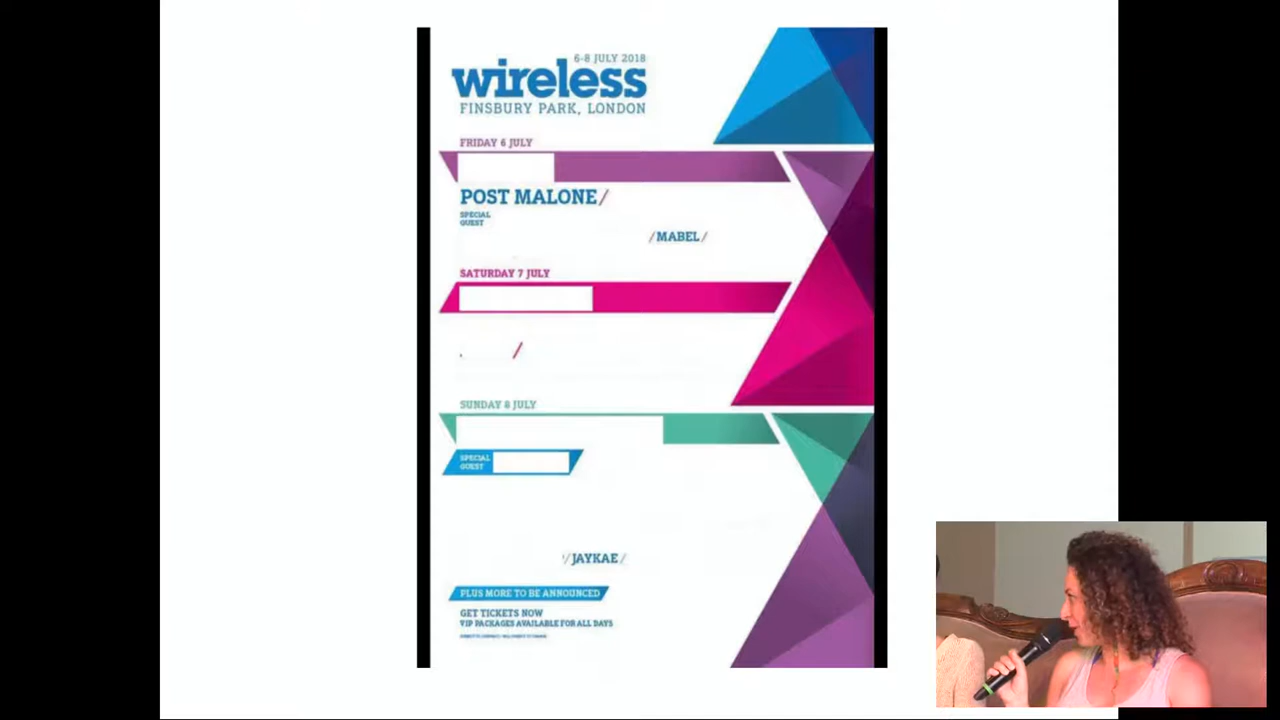 6-8 JULY 2018
wireless
FINSBURY PARK, LONDON
FRIDAY 6 JULY
POST MALONE/
SPECIAL
GUEST
/MABEL/
SATURDAY 7 JULY
/
SUNDAY 8 JULY
SPECIAL
GUEST
/JAYKAE/
PLUS MORE TO BE ANNOUNCED
GET TICKETS NOW
VIP PACKAGES AVAILABLE FOR ALL DAYS